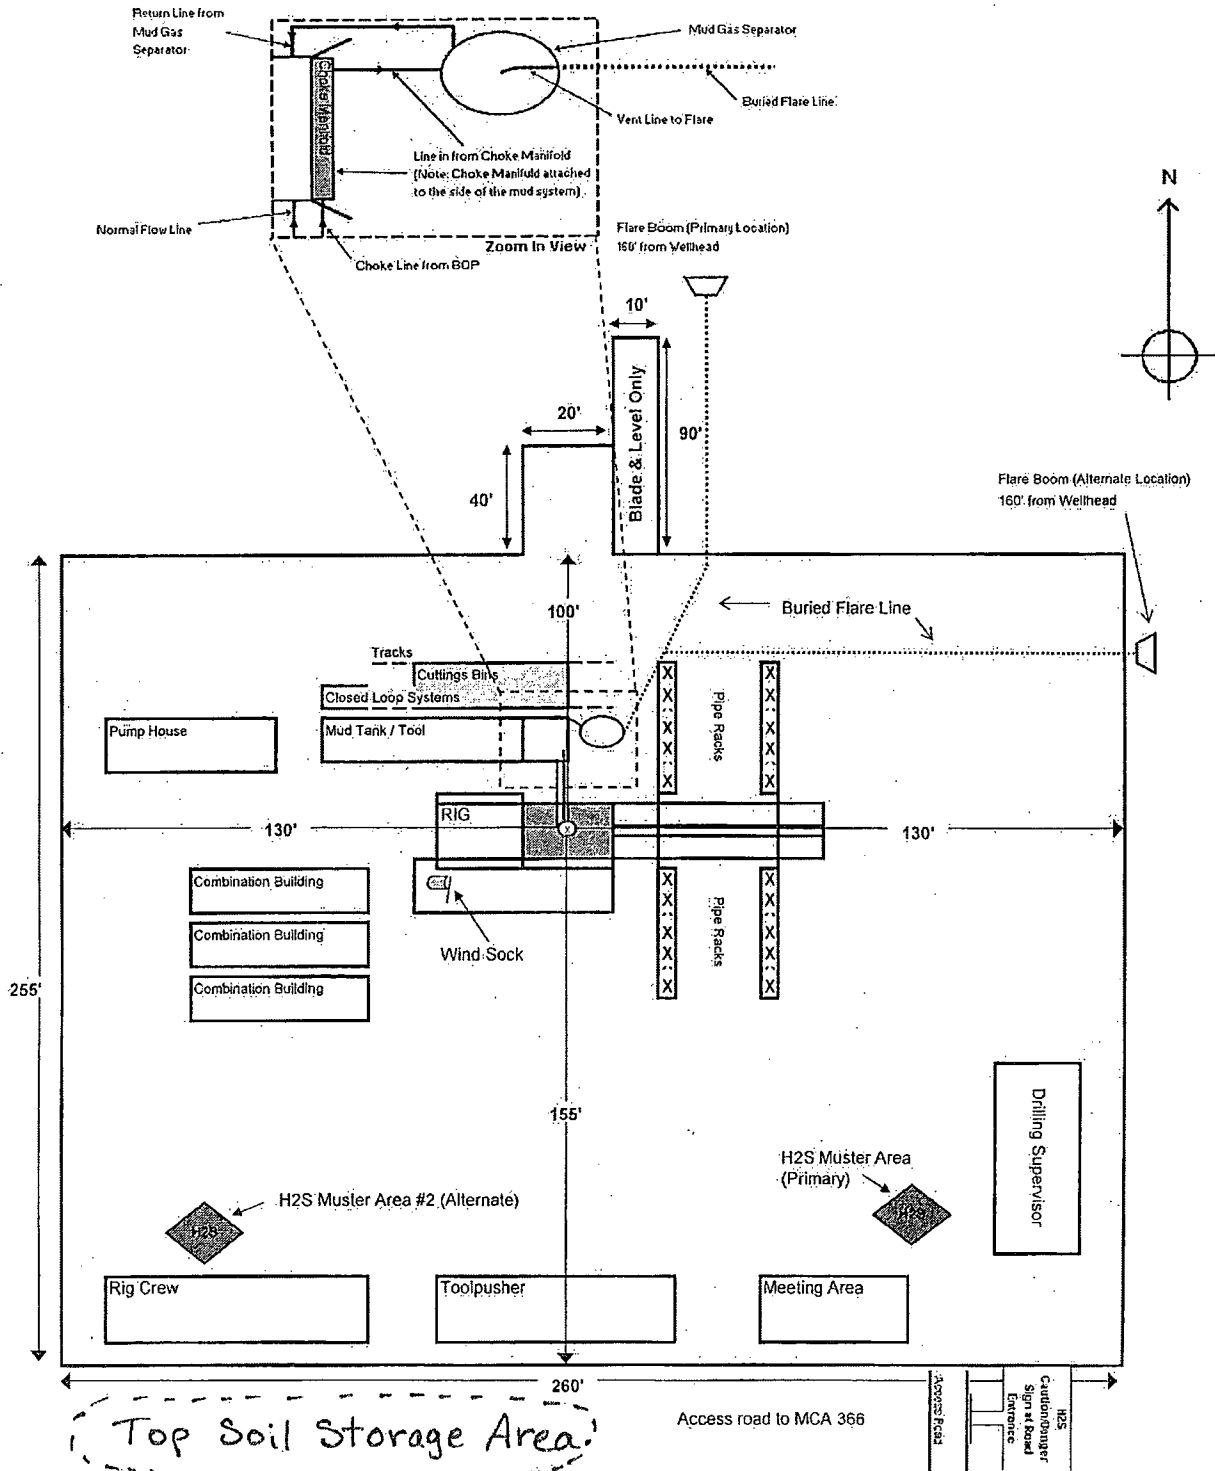 Return Line from
Mud Gas
Separator
Mud Gas Separator
Choke Manifold
Buried Flare Line
Vent Line to Flare
Line in from Choke Manifold
(Note: Choke Manifold attached
to the side of the mud system)
Normal Flow Line
Choke Line from BOP
Zoom In View
Flare Boom (Primary Location)
160' from Wellhead
N
10'
Blade & Level Only
90'
20'
40'
Flare Boom (Alternate Location)
160' from Wellhead
100'
Buried Flare Line
Tracks
Cuttings Bins
Closed Loop Systems
Mud Tank / Tool
Pump House
X X X X X
Pipe Racks
X X X X X
RIG
X
130'
130'
Combination Building
Combination Building
Combination Building
Wind Sock
X X X X X
Pipe Racks
X X X X X
255'
155'
Drilling Supervisor
H2S Muster Area
(Primary)
H2S
H2S Muster Area #2 (Alternate)
H2S
Rig Crew
Toolpusher
Meeting Area
260'
Top Soil Storage Area.
Access road to MCA 366
Access Road
H2S
Caution/Danger
Sign at Road
Entrance